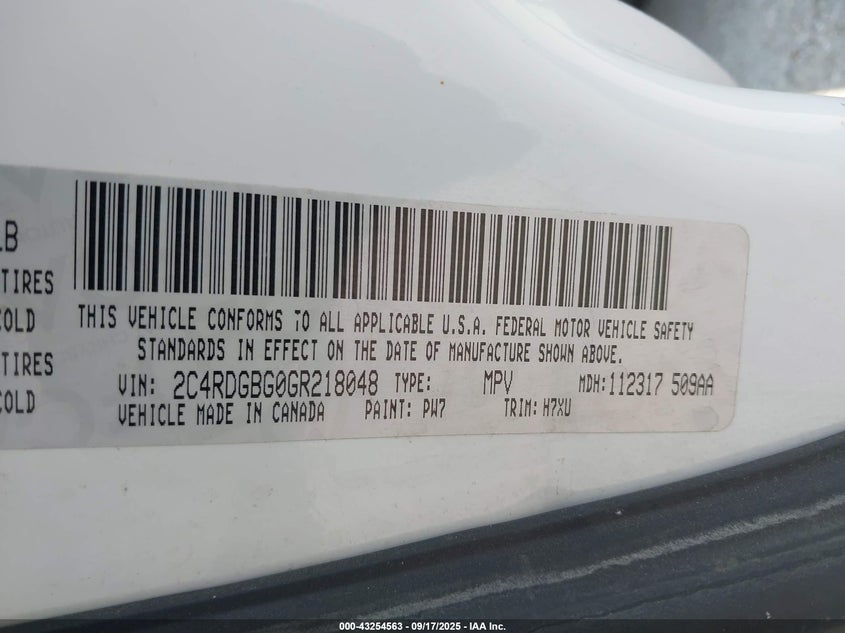 LB
TIRES
COLD
TIRES
COLD
THIS VEHICLE CONFORMS TO ALL APPLICABLE U.S.A. FEDERAL MOTOR VEHICLE SAFETY
STANDARDS IN EFFECT ON THE DATE OF MANUFACTURE SHOWN ABOVE.
VIN: 2C4RDGBG0GR218048 TYPE: MPV MDH:112317 509AA
VEHICLE MADE IN CANADA PAINT: PW7 TRIM: H7XU
000-43254563 - 09/17/2025 - IAA Inc.